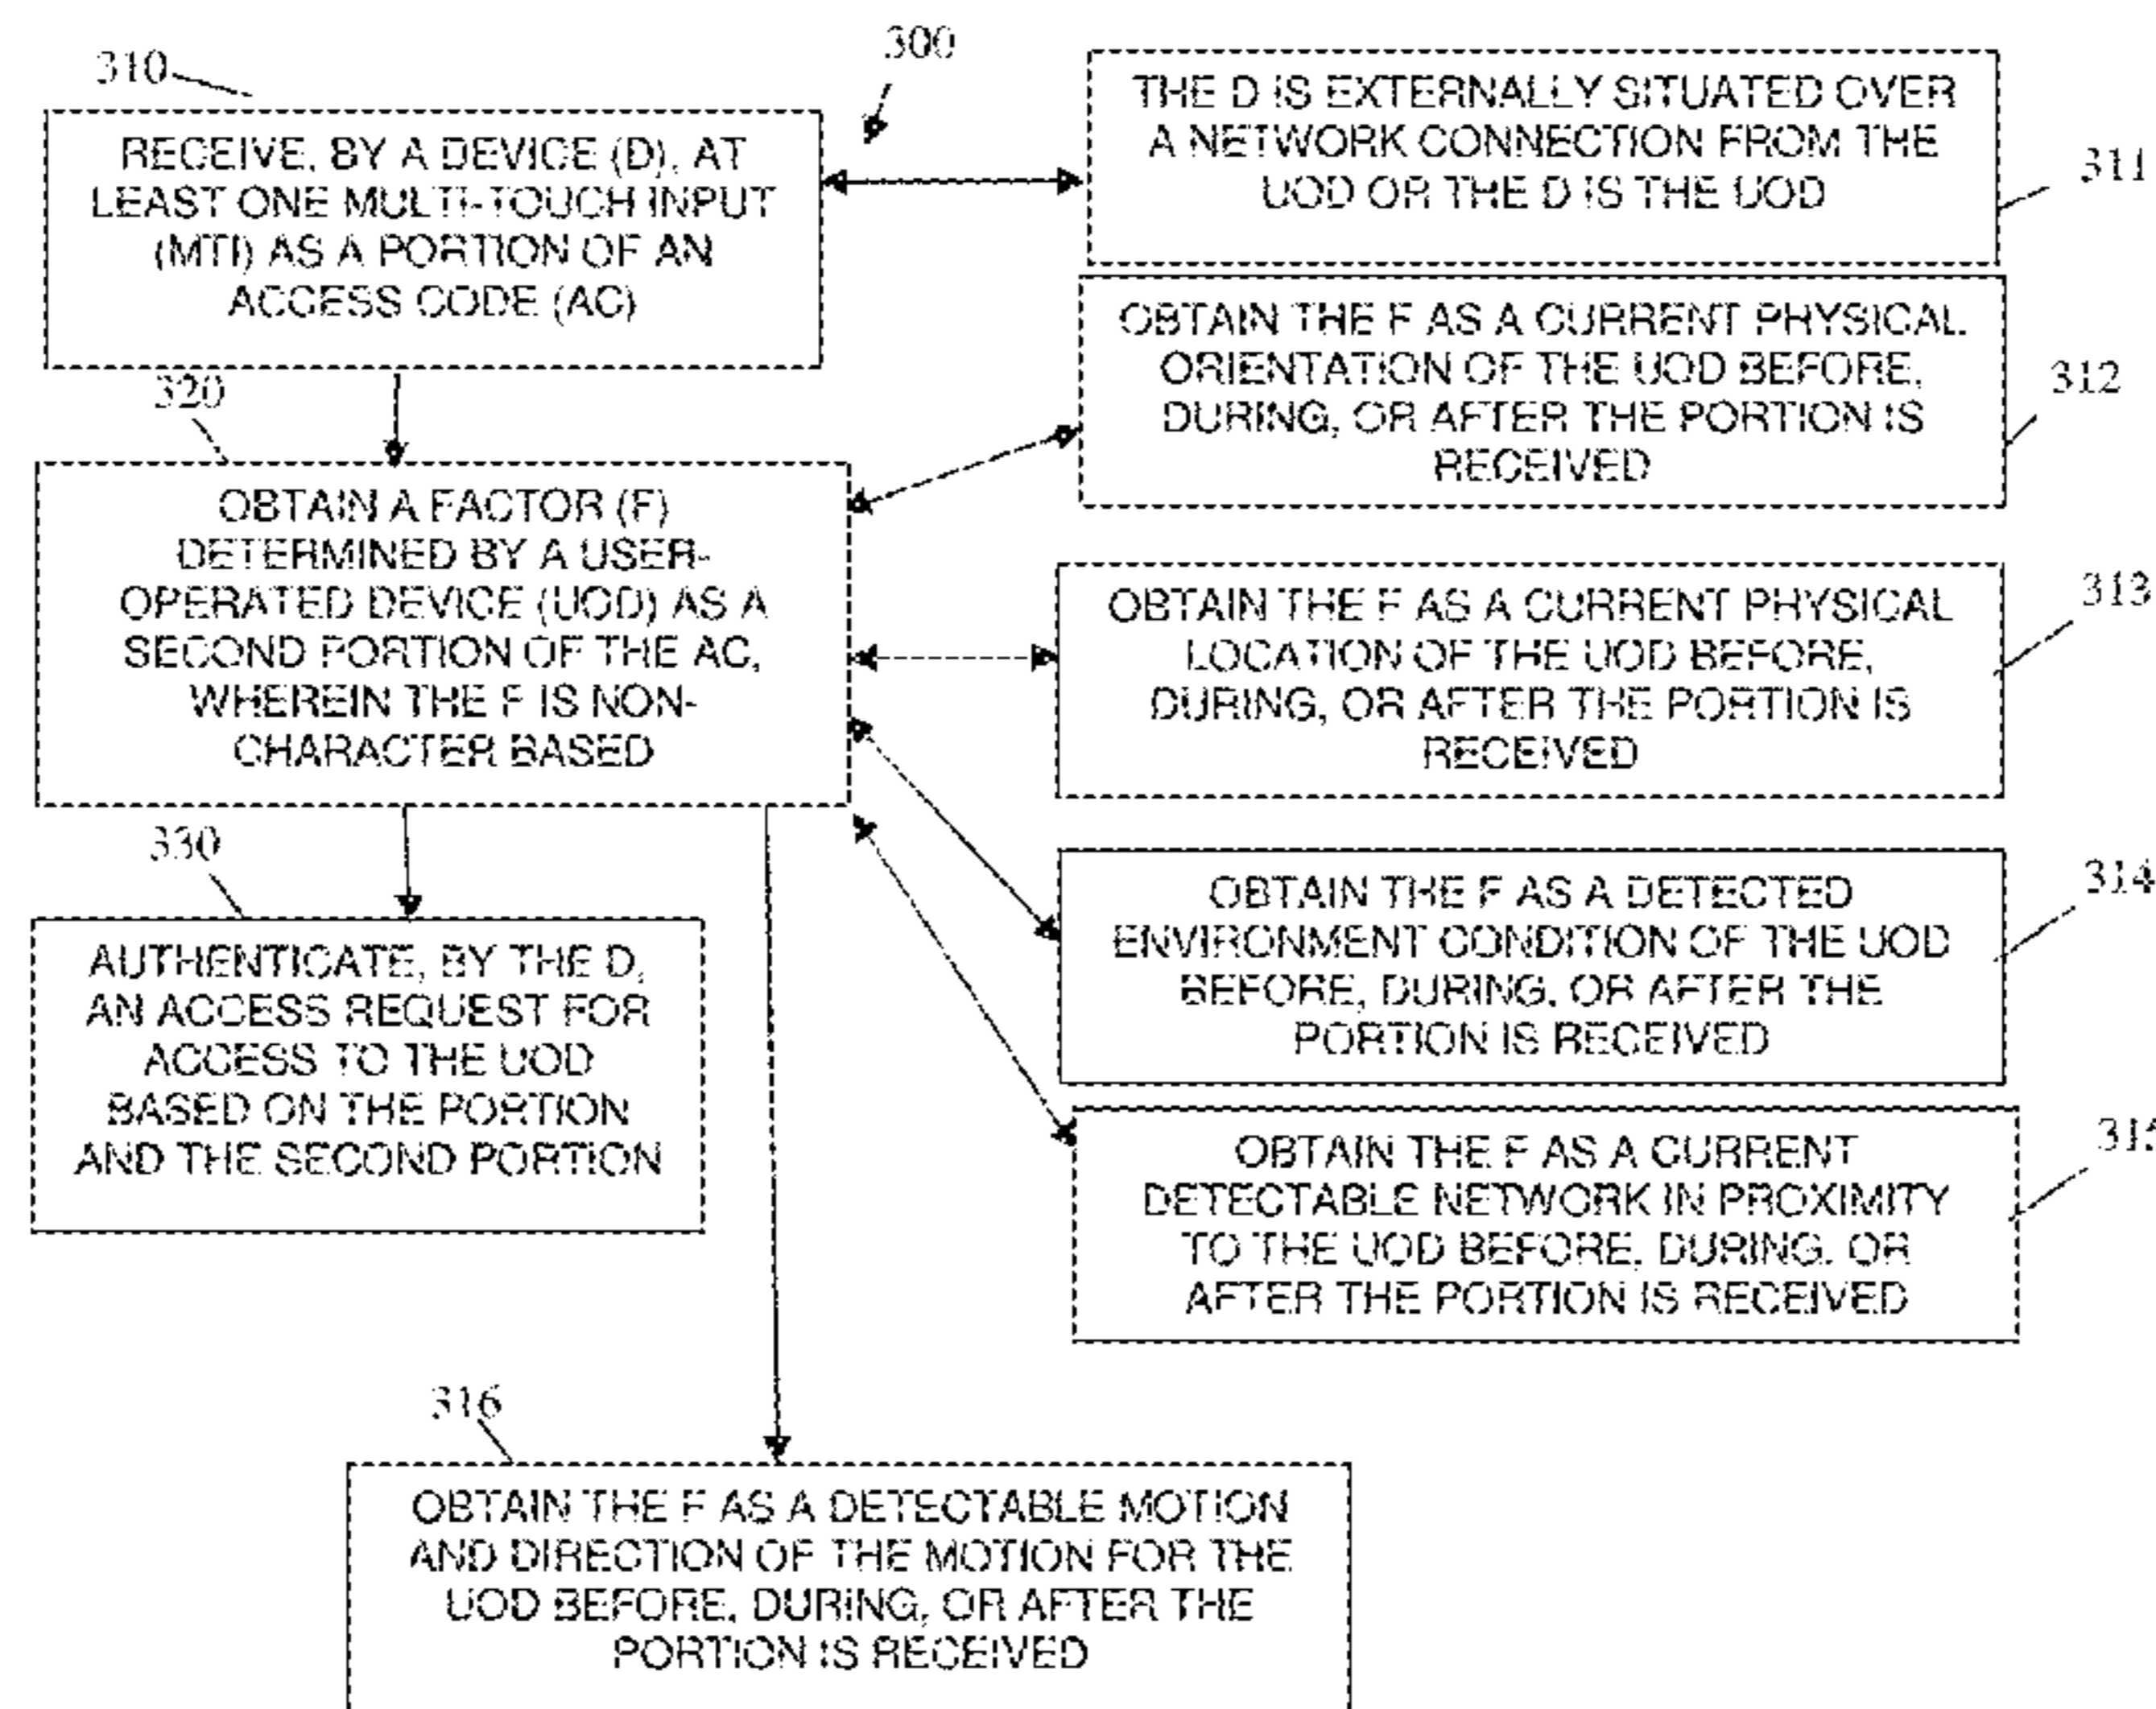 300
310
RECEIVE, BY A DEVICE (D), AT
LEAST ONE MULTI-TOUCH INPUT
(MTI) AS A PORTION OF AN
ACCESS CODE (AC)
THE D IS EXTERNALLY SITUATED OVER
A NETWORK CONNECTION FROM THE
UOD OR THE D IS THE UOD
311
OBTAIN THE F AS A CURRENT PHYSICAL
ORIENTATION OF THE UOD BEFORE,
DURING, OR AFTER THE PORTION IS
RECEIVED
312
320
OBTAIN A FACTOR (F)
DETERMINED BY A USER-
OPERATED DEVICE (UOD) AS A
SECOND PORTION OF THE AC,
WHEREIN THE F IS NON-
CHARACTER BASED
OBTAIN THE F AS A CURRENT PHYSICAL
LOCATION OF THE UOD BEFORE,
DURING, OR AFTER THE PORTION IS
RECEIVED
313
330
AUTHENTICATE, BY THE D,
AN ACCESS REQUEST FOR
ACCESS TO THE UOD
BASED ON THE PORTION
AND THE SECOND PORTION
OBTAIN THE F AS A DETECTED
ENVIRONMENT CONDITION OF THE UOD
BEFORE, DURING, OR AFTER THE
PORTION IS RECEIVED
314
OBTAIN THE F AS A CURRENT
DETECTABLE NETWORK IN PROXIMITY
TO THE UOD BEFORE, DURING, OR
AFTER THE PORTION IS RECEIVED
315
316
OBTAIN THE F AS A DETECTABLE MOTION
AND DIRECTION OF THE MOTION FOR THE
UOD BEFORE, DURING, OR AFTER THE
PORTION IS RECEIVED